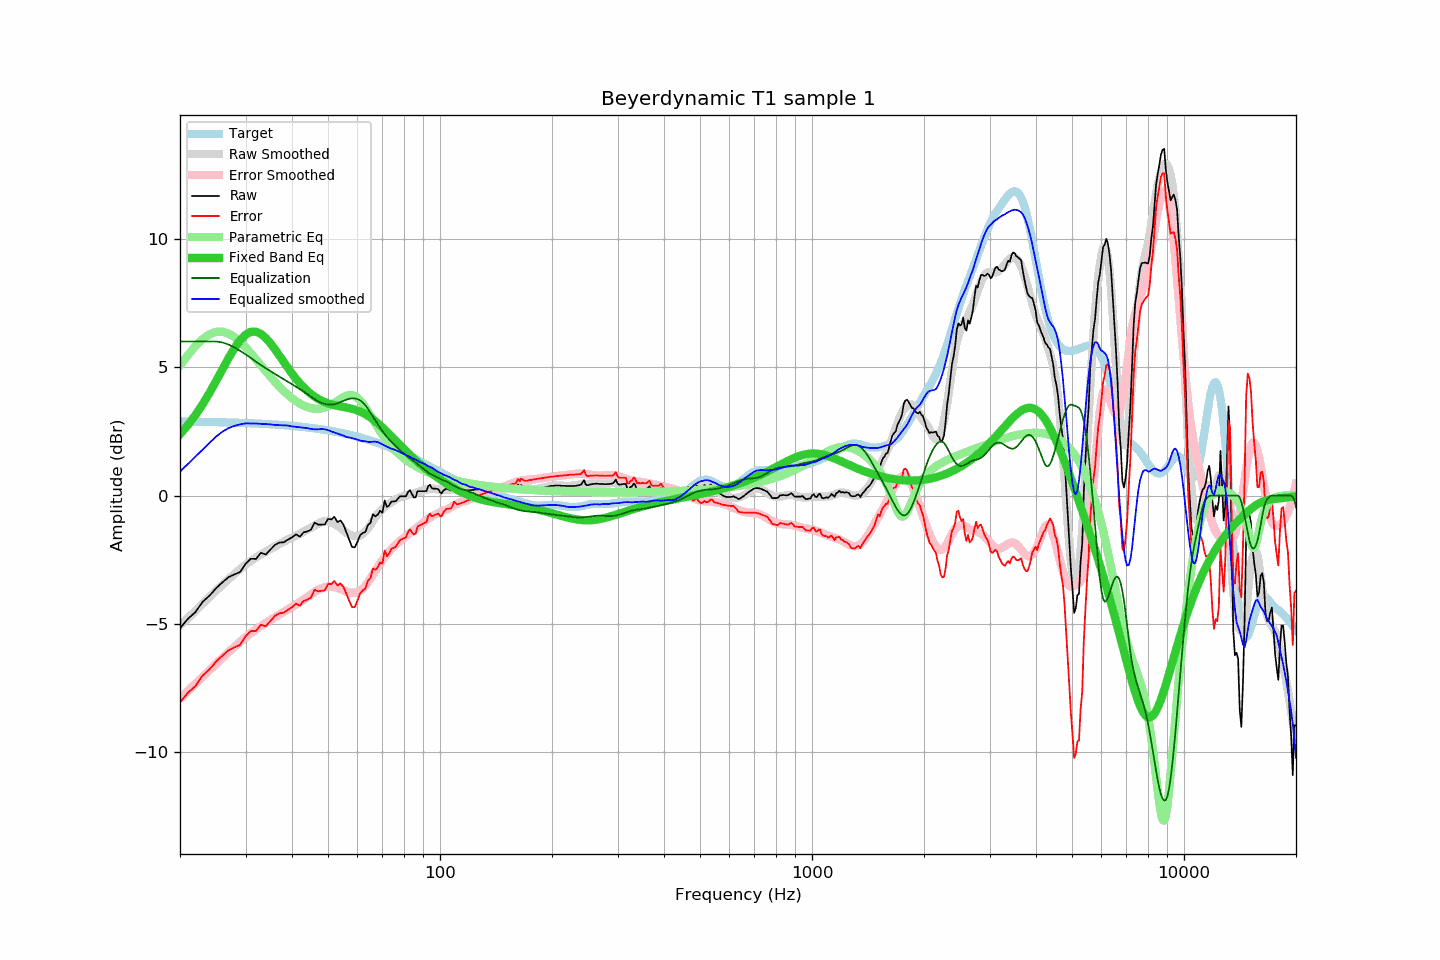 Beyerdynamic T1 sample 1
Target
Raw Smoothed
Error Smoothed
Raw
Error
Parametric Eq
Fixed Band Eq
Equalization
Equalized smoothed
10
5
0
−5
−10
Amplitude (dBr)
100
1000
10000
Frequency (Hz)